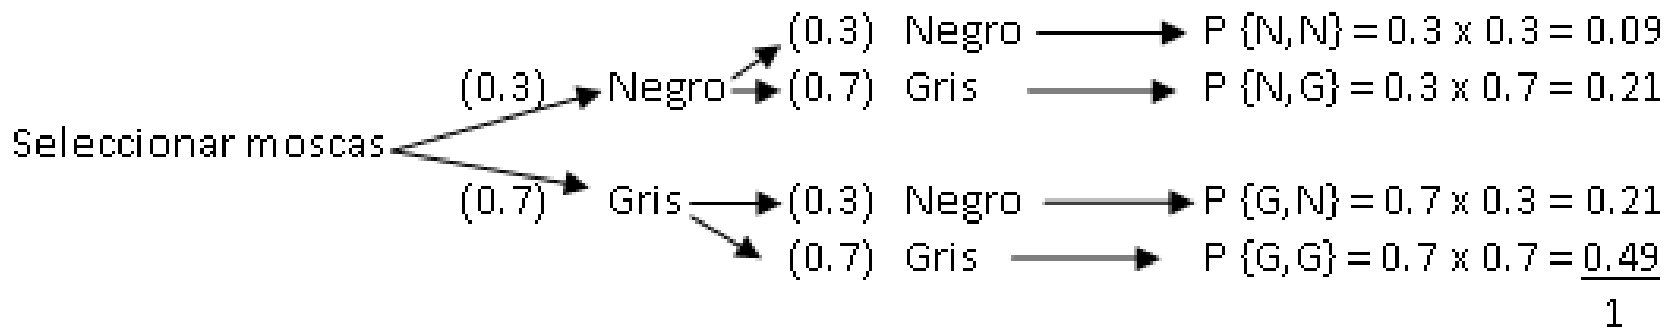 (0.3) Negro P {N,N} = 0.3 x 0.3 = 0.09
(0.3) Negro (0.7) Gris P {N,G} = 0.3 x 0.7 = 0.21
Seleccionar moscas
(0.7) Gris (0.3) Negro P {G,N} = 0.7 x 0.3 = 0.21
(0.7) Gris P {G,G} = 0.7 x 0.7 = 0.49
1